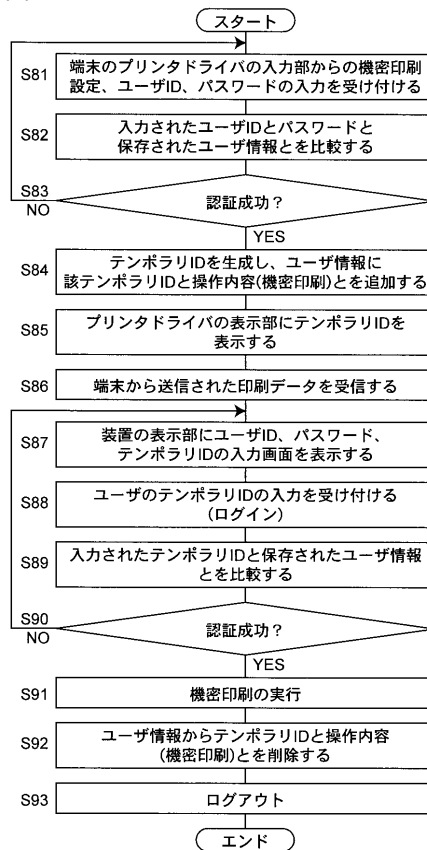 スタート
S81
端末のプリンタドライバの入力部からの機密印刷
設定、ユーザID、パスワードの入力を受け付ける
S82
入力されたユーザIDとパスワードと
保存されたユーザ情報とを比較する
S83
認証成功？
NO
YES
S84
テンポラリIDを生成し、ユーザ情報に
該テンポラリIDと操作内容(機密印刷)とを追加する
S85
プリンタドライバの表示部にテンポラリIDを
表示する
S86
端末から送信された印刷データを受信する
S87
装置の表示部にユーザID、パスワード、
テンポラリIDの入力画面を表示する
S88
ユーザのテンポラリIDの入力を受け付ける
(ログイン)
S89
入力されたテンポラリIDと保存されたユーザ情報
とを比較する
S90
認証成功？
NO
YES
S91
機密印刷の実行
S92
ユーザ情報からテンポラリIDと操作内容
(機密印刷)とを削除する
S93
ログアウト
エンド